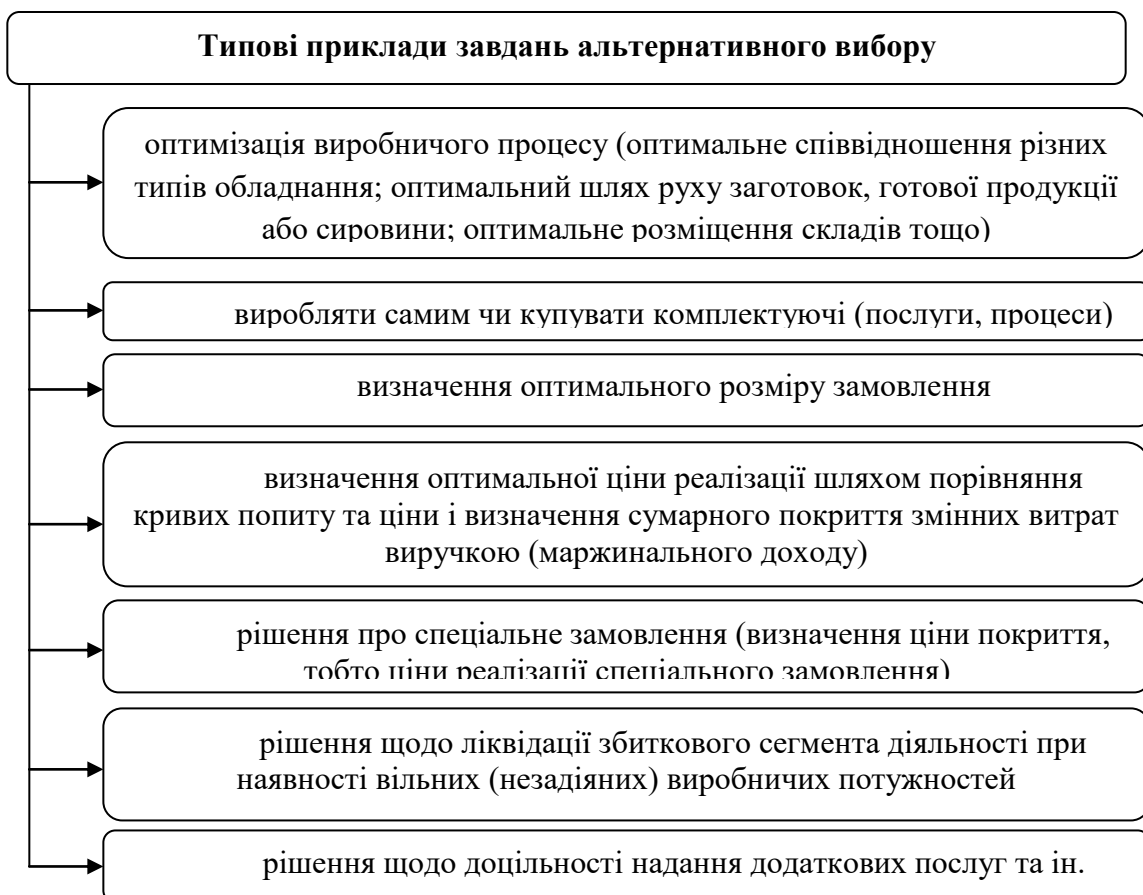 Типові приклади завдань альтернативного вибору
оптимізація виробничого процесу (оптимальне співвідношення різних
типів обладнання; оптимальний шлях руху заготовок, готової продукції
або сировини; оптимальне розміщення складів тощо)
виробляти самим чи купувати комплектуючі (послуги, процеси)
визначення оптимального розміру замовлення
визначення оптимальної ціни реалізації шляхом порівняння
кривих попиту та ціни і визначення сумарного покриття змінних витрат
виручкою (маржинального доходу)
рішення про спеціальне замовлення (визначення ціни покриття,
тобто ціни реалізації спеціального замовлення)
рішення щодо ліквідації збиткового сегмента діяльності при
наявності вільних (незадіяних) виробничих потужностей
рішення щодо доцільності надання додаткових послуг та ін.